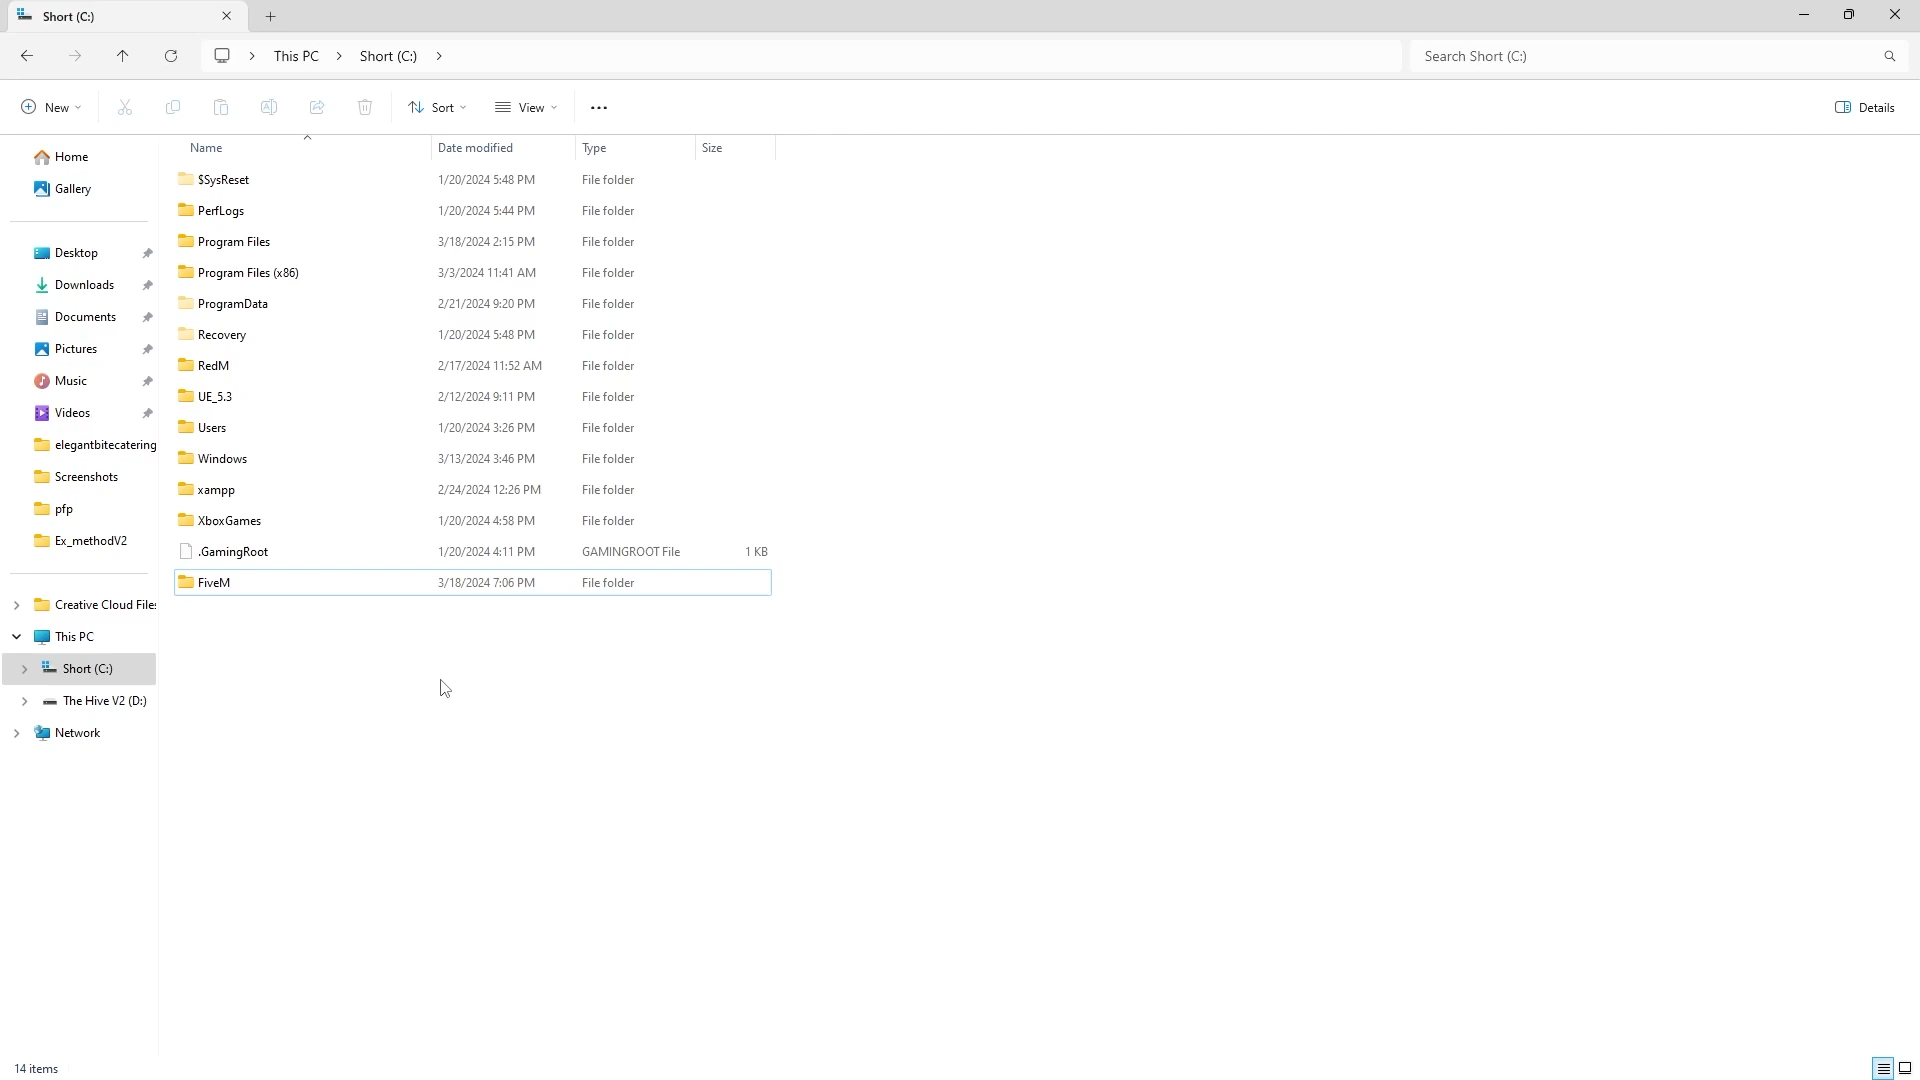 Short (C:)
This PC Short (C:)
Search Short (C:)
New Sort View Details
Name Date modified Type Size
Home
Gallery
Desktop
Downloads
Documents
Pictures
Music
Videos
elegantbitecatering
Screenshots
pfp
Ex_methodV2
Creative Cloud Files
This PC
Short (C:)
The Hive V2 (D:)
Network
$SysReset 1/20/2024 5:48 PM File folder
PerfLogs 1/20/2024 5:44 PM File folder
Program Files 3/18/2024 2:15 PM File folder
Program Files (x86) 3/3/2024 11:41 AM File folder
ProgramData 2/21/2024 9:20 PM File folder
Recovery 1/20/2024 5:48 PM File folder
RedM 2/17/2024 11:52 AM File folder
UE_5.3 2/12/2024 9:11 PM File folder
Users 1/20/2024 3:26 PM File folder
Windows 3/13/2024 3:46 PM File folder
xampp 2/24/2024 12:26 PM File folder
XboxGames 1/20/2024 4:58 PM File folder
.GamingRoot 1/20/2024 4:11 PM GAMINGROOT File 1 KB
FiveM 3/18/2024 7:06 PM File folder
14 items